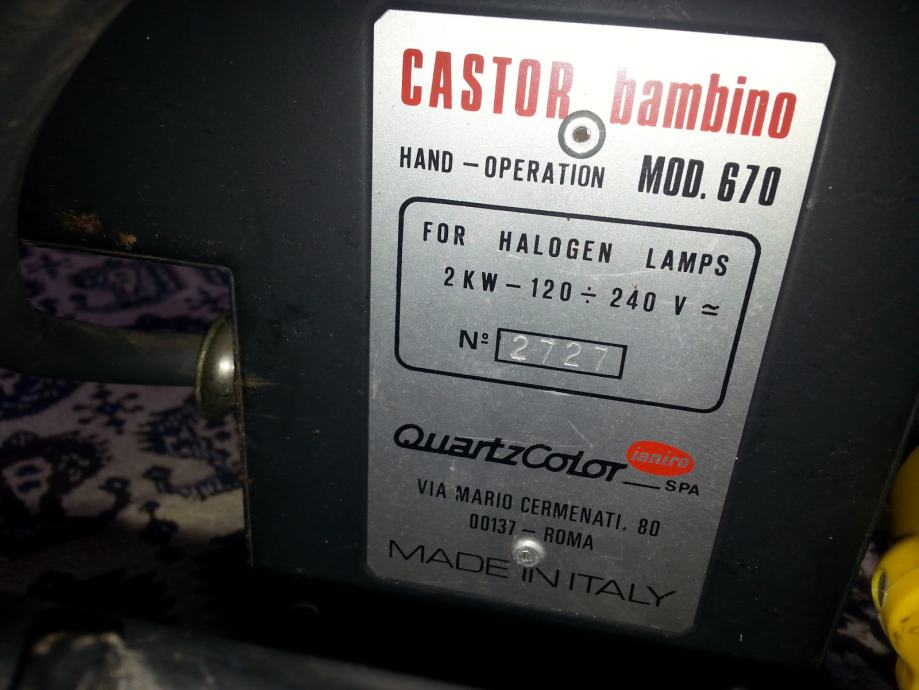 CASTOR bambino
HAND – OPERATION MOD. 670
FOR HALOGEN LAMPS
2 KW – 120 ÷ 240 V ≃
Nº 2727
QuartzColor ianiro SPA
VIA MARIO CERMENATI. 80
00137 – ROMA
MADE IN ITALY